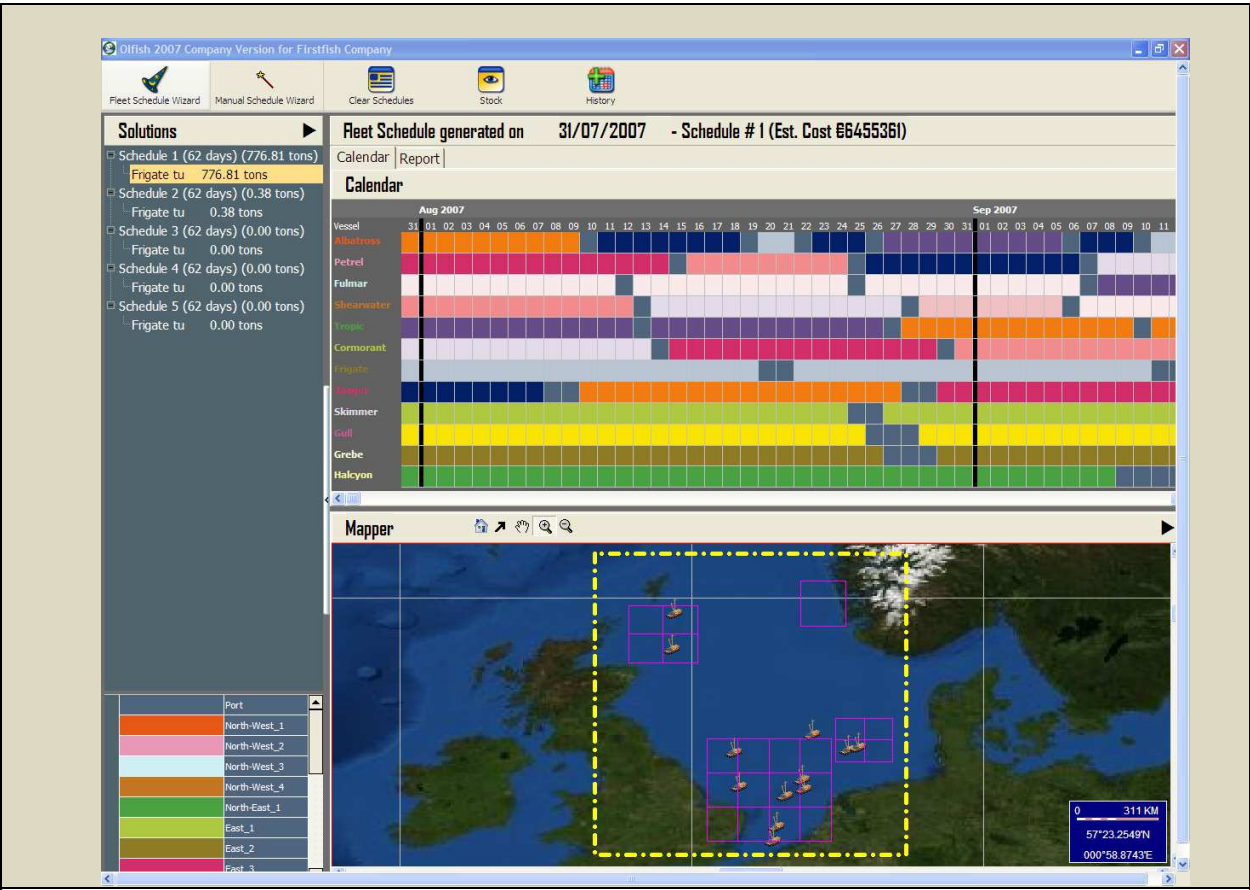 Olfish 2007 Company Version for Firstfish Company
Fleet Schedule Wizard Manual Schedule Wizard Clear Schedules Stock History
Solutions
Schedule 1 (62 days) (776.81 tons)
Frigate tu 776.81 tons
Schedule 2 (62 days) (0.38 tons)
Frigate tu 0.38 tons
Schedule 3 (62 days) (0.00 tons)
Frigate tu 0.00 tons
Schedule 4 (62 days) (0.00 tons)
Frigate tu 0.00 tons
Schedule 5 (62 days) (0.00 tons)
Frigate tu 0.00 tons
Port
North-West_1
North-West_2
North-West_3
North-West_4
North-East_1
East_1
East_2
East_3
Fleet Schedule generated on 31/07/2007 - Schedule # 1 (Est. Cost €6455361)
Calendar Report
Calendar
Aug 2007 Sep 2007
Vessel 31 01 02 03 04 05 06 07 08 09 10 11 12 13 14 15 16 17 18 19 20 21 22 23 24 25 26 27 28 29 30 31 01 02 03 04 05 06 07 08 09 10 11
Albatross
Petrel
Fulmar
Shearwater
Tropic
Cormorant
Frigate
Skimmer
Gull
Grebe
Halcyon
Mapper
0 311 KM
57°23.2549'N
000°58.8743'E